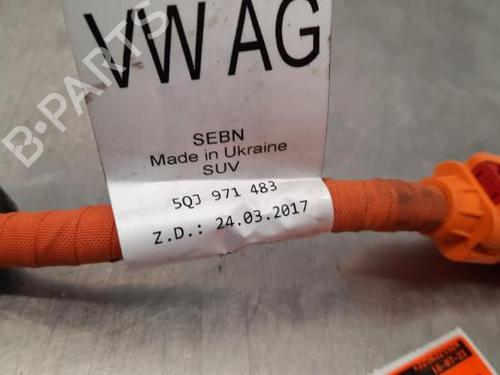 VW AG
SEBN
Made in Ukraine
SUV
5QJ 971 483
Z.D.: 24.03.2017
B-PARTS